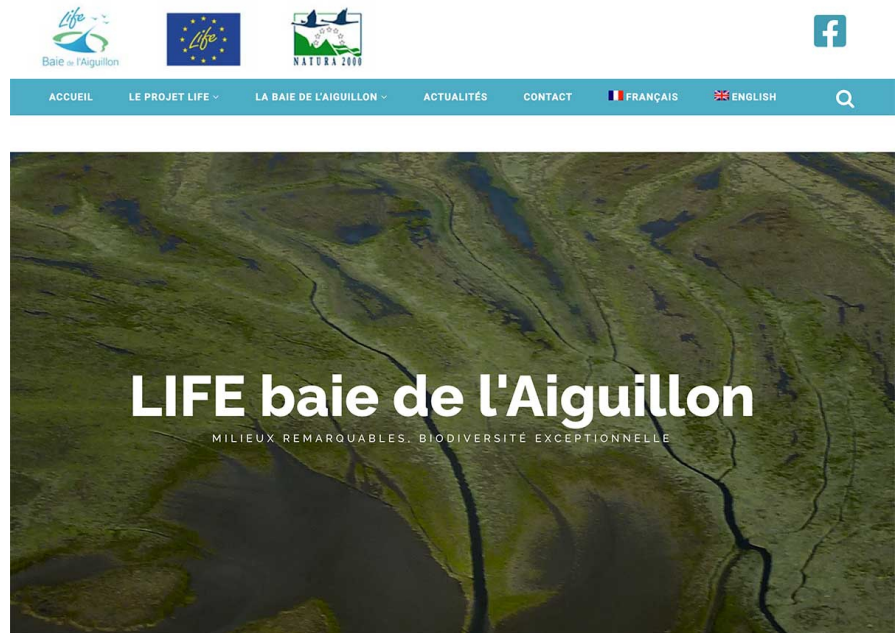 Life
Baie de l'Aiguillon
Life
NATURA 2000
ACCUEIL
LE PROJET LIFE
LA BAIE DE L'AIGUILLON
ACTUALITÉS
CONTACT
FRANÇAIS
ENGLISH
LIFE baie de l'Aiguillon
MILIEUX REMARQUABLES, BIODIVERSITÉ EXCEPTIONNELLE